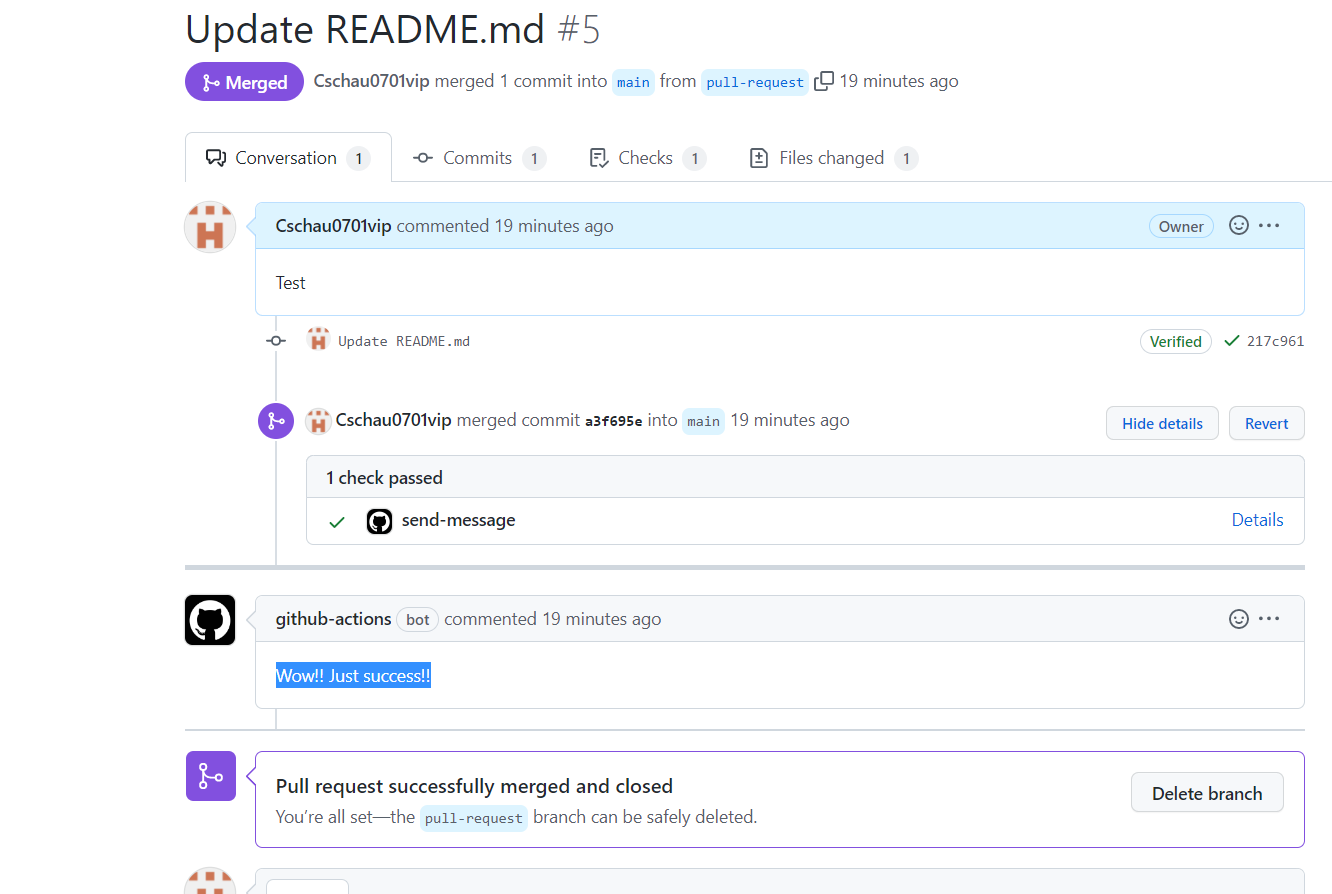 Update README.md #5
Merged Cschau0701vip merged 1 commit into main from pull-request 19 minutes ago
Conversation 1 Commits 1 Checks 1 Files changed 1
Cschau0701vip commented 19 minutes ago Owner
Test
Update README.md Verified 217c961
Cschau0701vip merged commit a3f695e into main 19 minutes ago Hide details Revert
1 check passed
send-message Details
github-actions bot commented 19 minutes ago
Wow!! Just success!!
Pull request successfully merged and closed
You’re all set—the pull-request branch can be safely deleted.
Delete branch